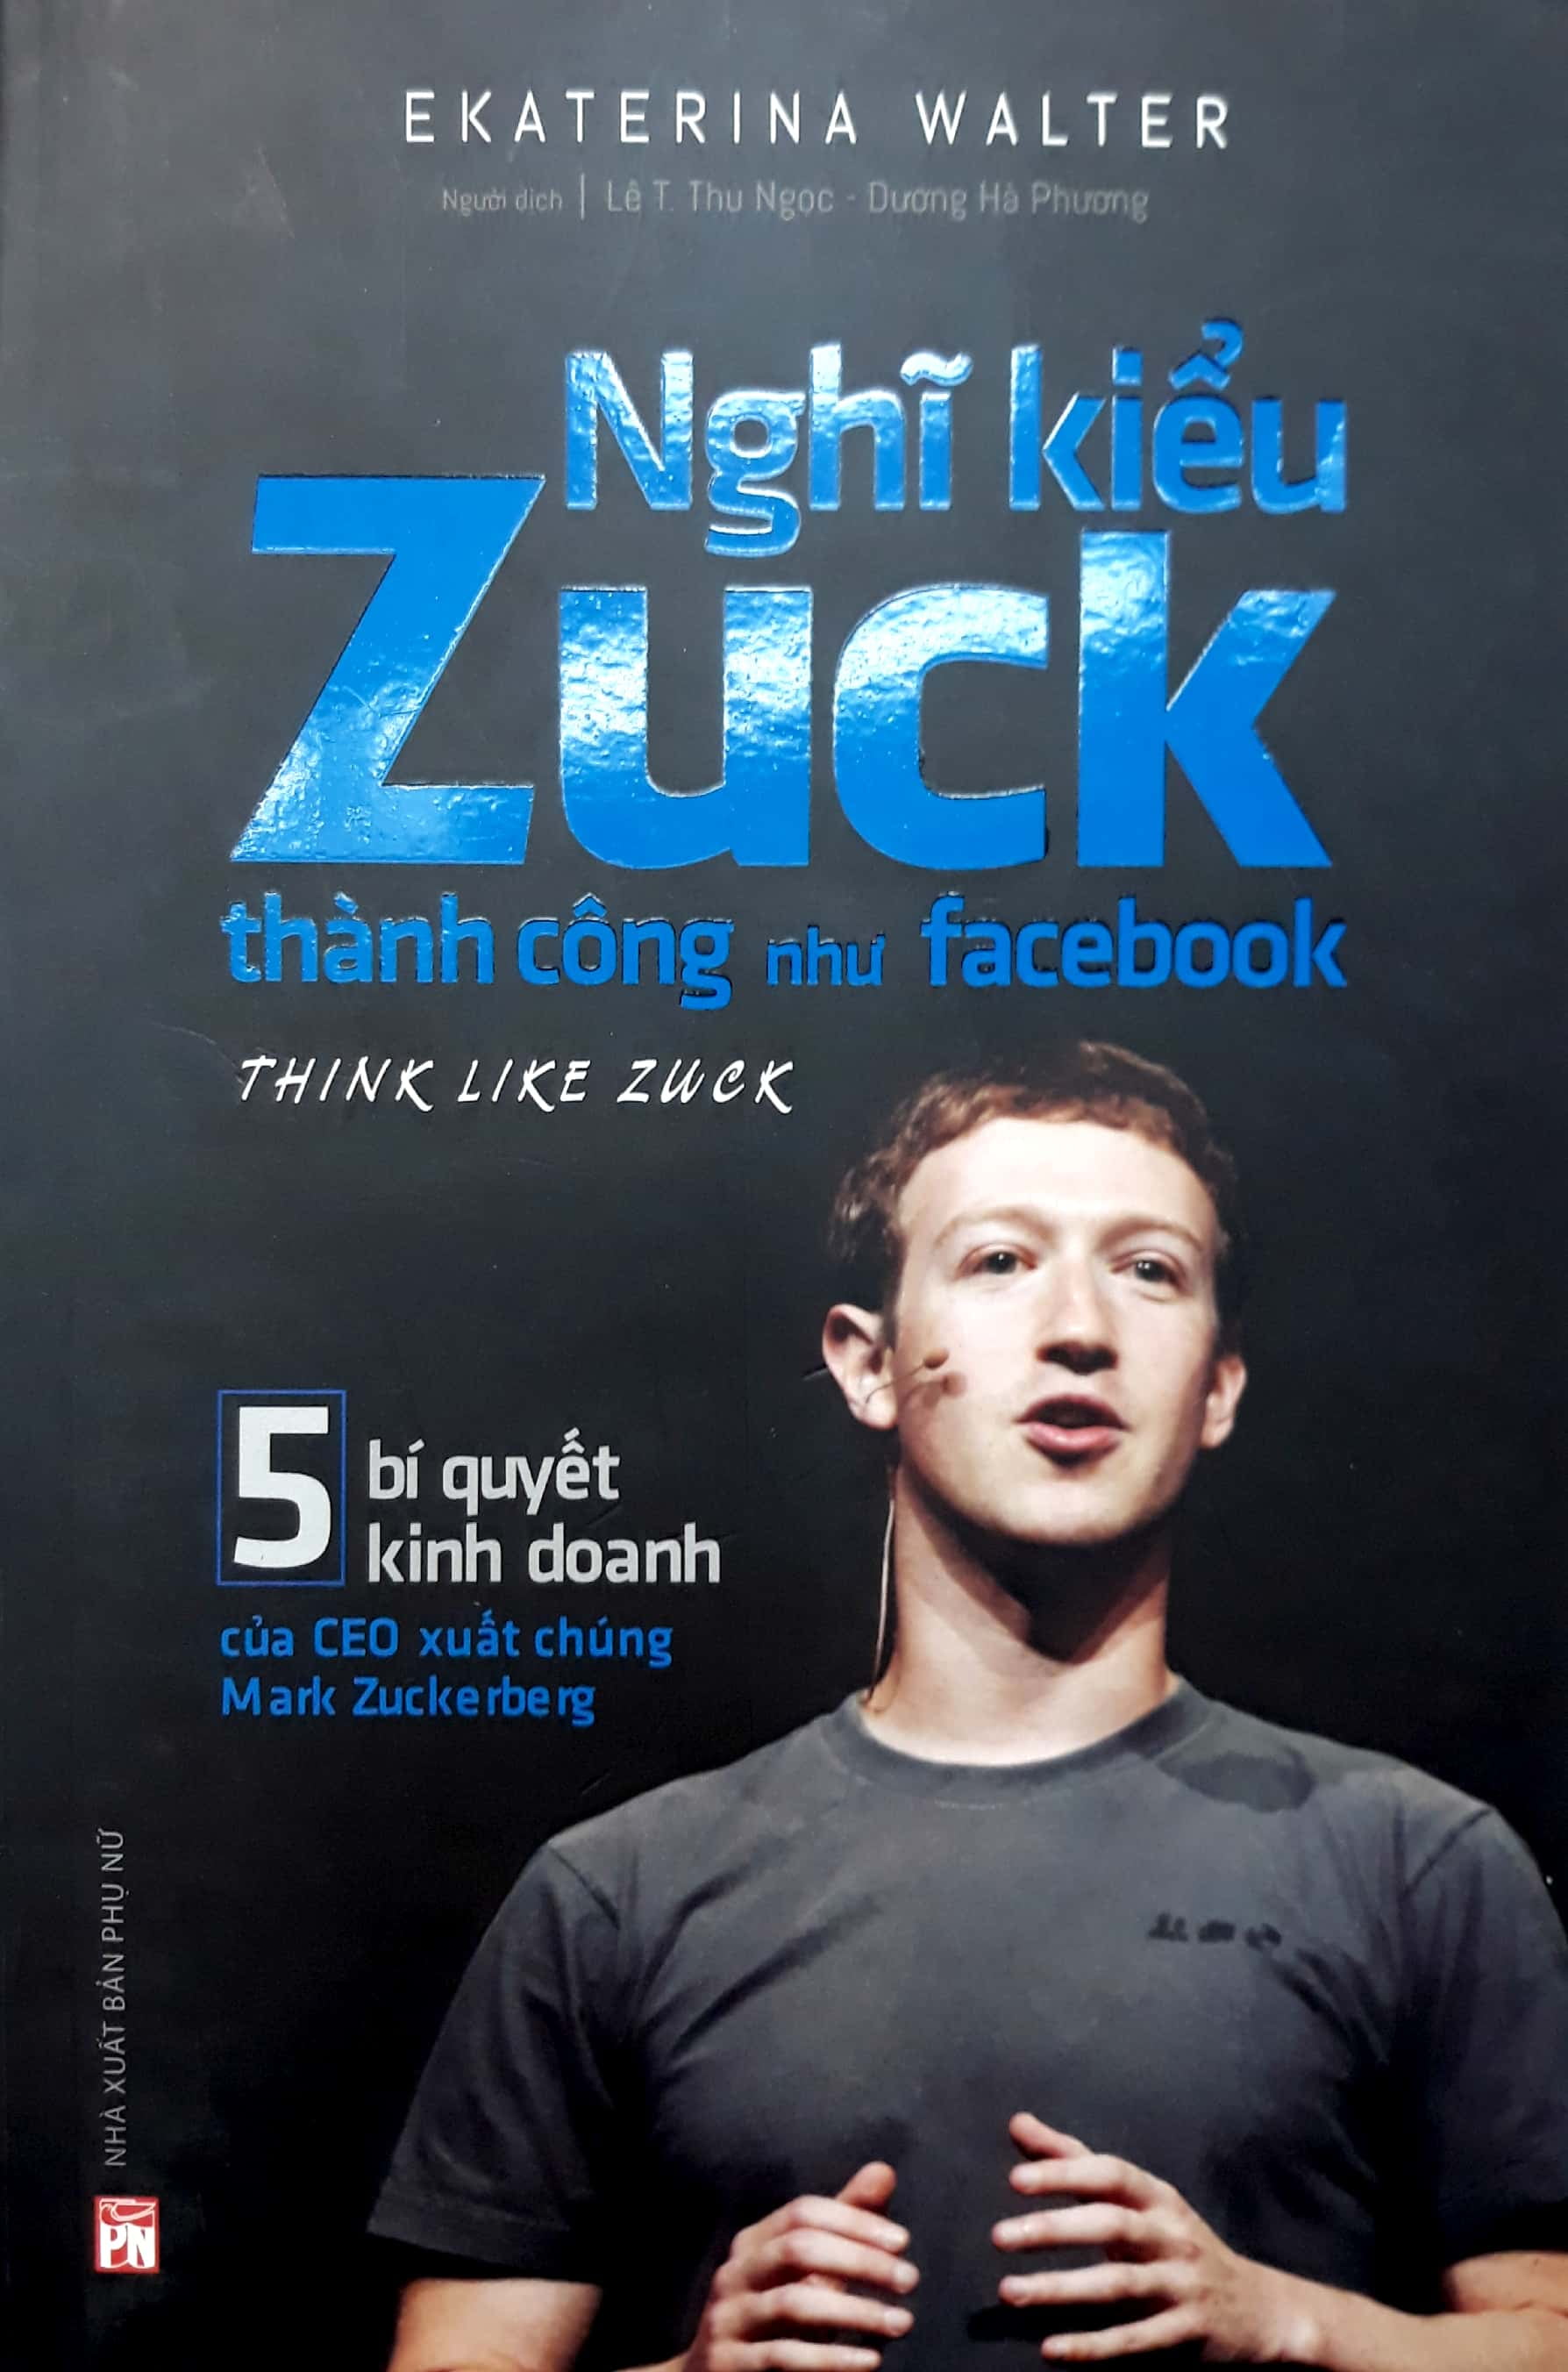 EKATERINA WALTER
Người dịch | Lê T. Thu Ngọc - Dương Hà Phương
Nghĩ kiểu
Zuck
thành công như facebook
THINK LIKE ZUCK
5 bí quyết
kinh doanh
của CEO xuất chúng
Mark Zuckerberg
NHÀ XUẤT BẢN PHỤ NỮ
PN